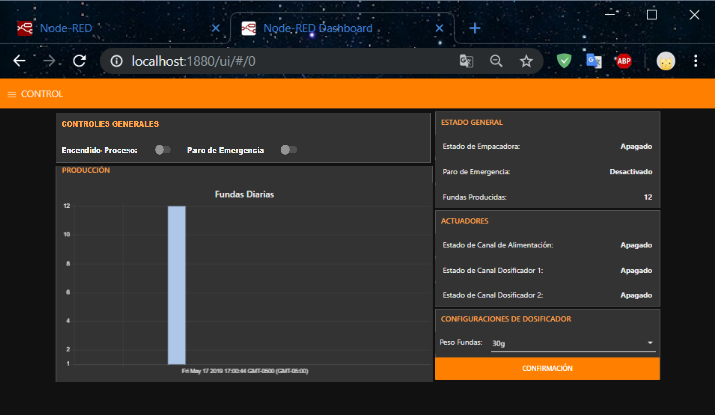 Node-RED
Node-RED Dashboard
localhost:1880/ui/#/0
ABP
CONTROL
CONTROLES GENERALES
Encendido Proceso:
Paro de Emergencia
PRODUCCIÓN
Fundas Diarias
12
10
8
6
4
2
1
Fri May 17 2019 17:00:44 GMT-0500 (GMT-05:00)
ESTADO GENERAL
Estado de Empacadora: Apagado
Paro de Emergencia: Desactivado
Fundas Producidas: 12
ACTUADORES
Estado de Canal de Alimentación: Apagado
Estado de Canal Dosificador 1: Apagado
Estado de Canal Dosificador 2: Apagado
CONFIGURACIONES DE DOSIFICADOR
Peso Fundas: 30g
CONFIRMACIÓN